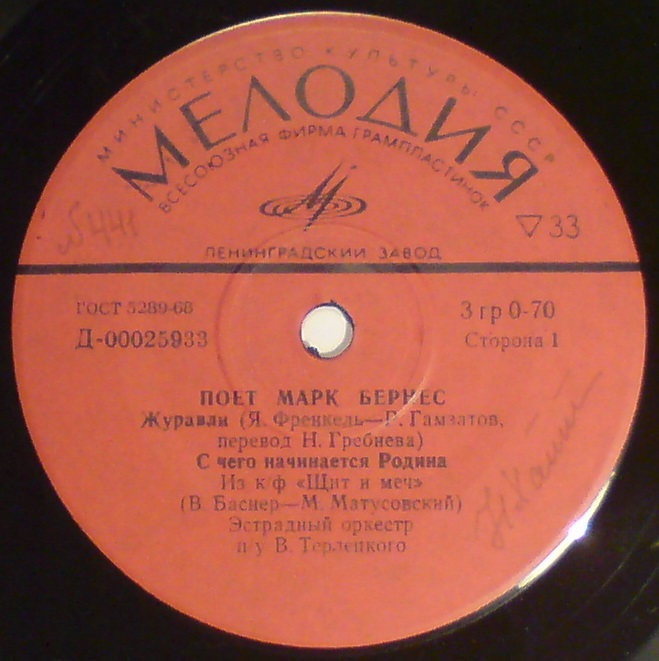 МИНИСТЕРСТВО КУЛЬТУРЫ СССР
МЕЛОДИЯ
ВСЕСОЮЗНАЯ ФИРМА ГРАМПЛАСТИНОК
№441
▽33
ЛЕНИНГРАДСКИЙ ЗАВОД
ГОСТ 5289-68
Д-00025933
3 гр 0-70
Сторона 1
ПОЕТ МАРК БЕРНЕС
Журавли (Я. Френкель—Р. Гамзатов,
перевод Н. Гребнева)
С чего начинается Родина
Из к/ф «Щит и меч»
(В. Баснер—М. Матусовский)
Эстрадный оркестр
п/у В. Терлецкого